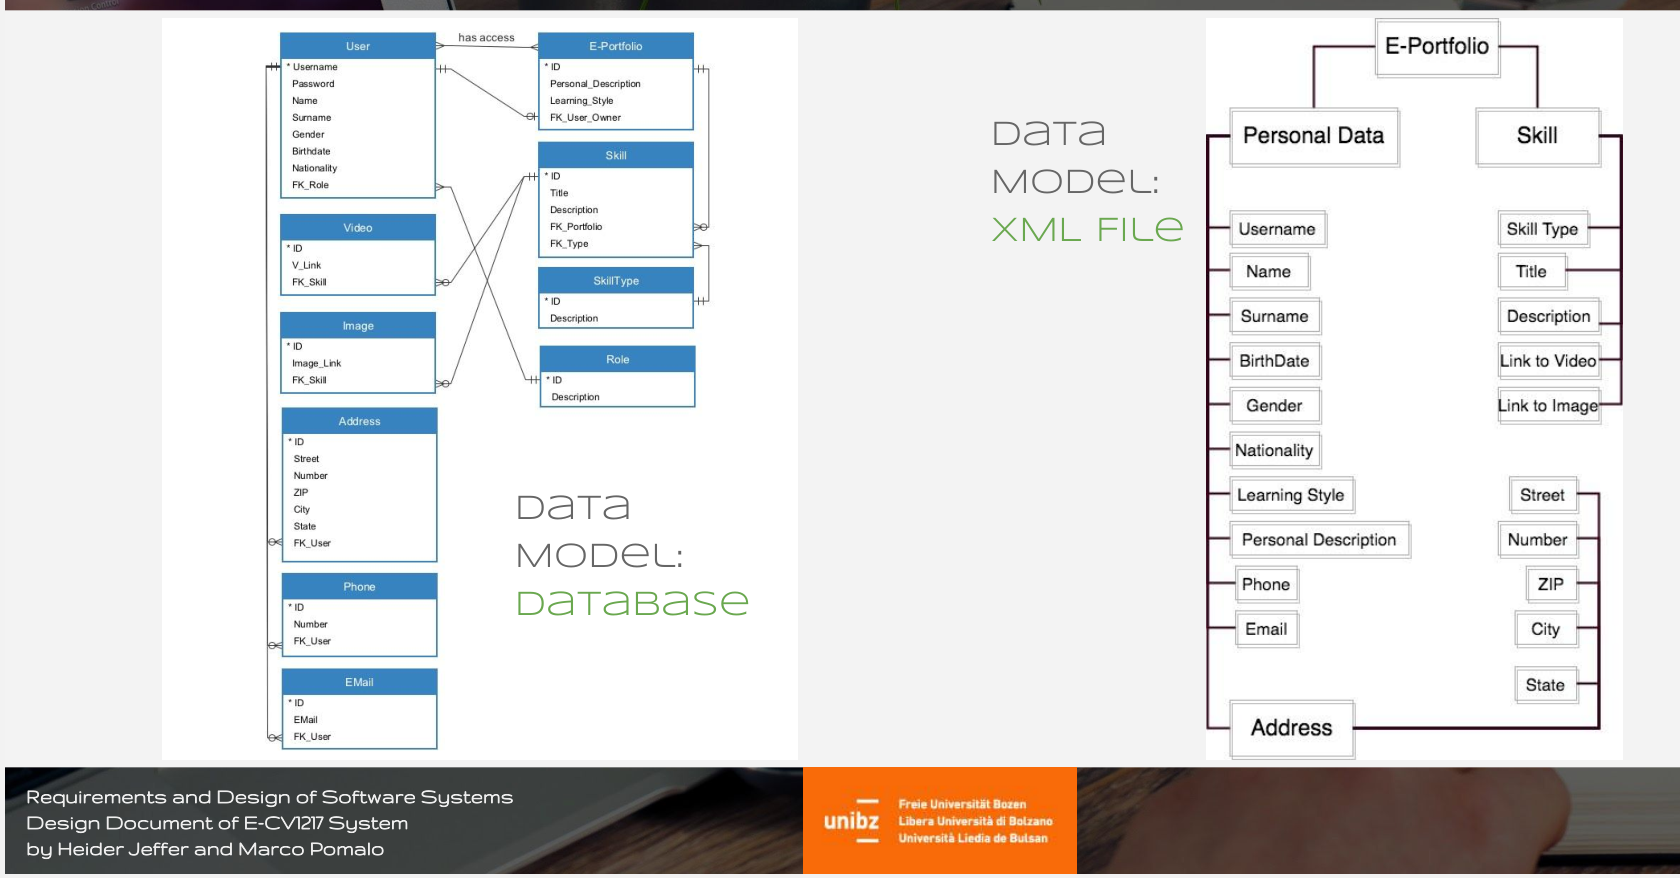 has access
User
* Username
Password
Name
Surname
Gender
Birthdate
Nationality
FK_Role
E-Portfolio
* ID
Personal_Description
Learning_Style
FK_User_Owner
Skill
* ID
Title
Description
FK_Portfolio
FK_Type
Video
* ID
V_Link
FK_Skill
SkillType
* ID
Description
Image
* ID
Image_Link
FK_Skill
Role
* ID
Description
Address
* ID
Street
Number
ZIP
City
State
FK_User
Phone
* ID
Number
FK_User
EMail
* ID
EMail
FK_User
Data
Model:
Database
Data
Model:
XML File
E-Portfolio
Personal Data
Skill
Username
Name
Surname
BirthDate
Gender
Nationality
Learning Style
Personal Description
Phone
Email
Address
Skill Type
Title
Description
Link to Video
Link to Image
Street
Number
ZIP
City
State
Requirements and Design of Software Systems
Design Document of E-CV1217 System
by Heider Jeffer and Marco Pomalo
unibz
Freie Universität Bozen
Libera Università di Bolzano
Università Liedia de Bulsan